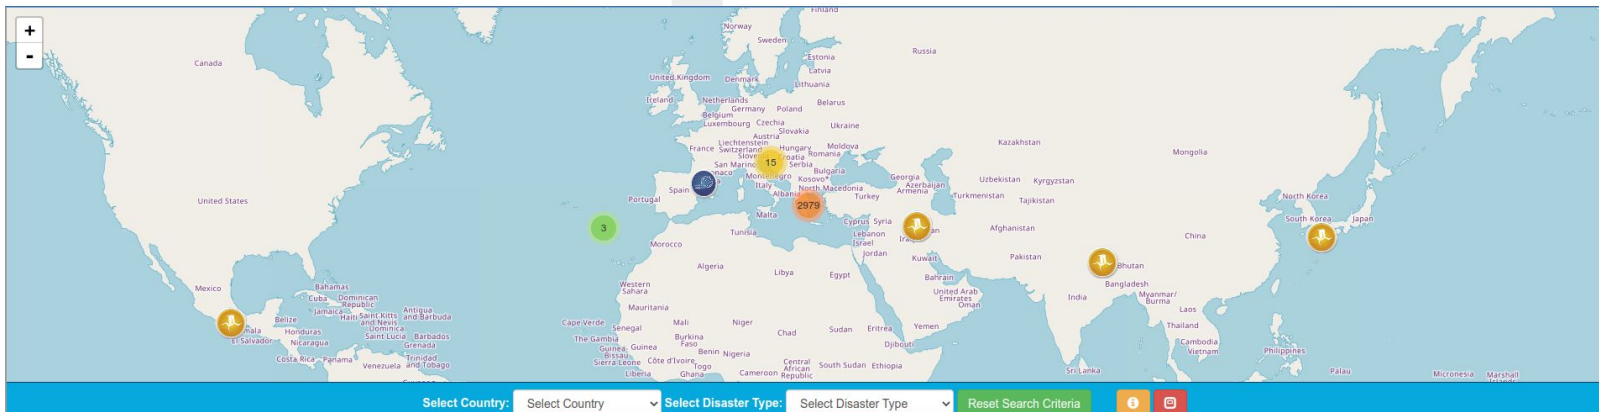 +
-
Finland
Norway
Sweden
Russia
Estonia
Canada
Latvia
United Kingdom
Denmark
Lithuania
Ireland
Netherlands
Belarus
Germany
Poland
Belgium
Luxembourg
Czechia
Ukraine
Slovakia
Austria
Liechtenstein
Kazakhstan
France
Switzerland
Hungary
Moldova
Mongolia
Romania
15
San Marino
Serbia
Bulgaria
Montenegro
Kosovo*
Georgia
Uzbekistan
Kyrgyzstan
Spain
Italy
North Macedonia
Azerbaijan
Armenia
Turkmenistan
Tajikistan
North Korea
United States
Portugal
Turkey
2979
Malta
South Korea
Japan
3
Tunisia
Cyprus
Syria
Afghanistan
Lebanon
China
Morocco
Israel
Jordan
Kuwait
Pakistan
Algeria
Libya
Egypt
Bhutan
Bahrain
Western
Sahara
Bangladesh
Mexico
Bahamas
United Arab
Emirates
India
Myanmar/
Burma
Cuba
Dominican
Republic
Oman
Mauritania
Laos
Jamaica
Haiti
Saint Kitts
and Nevis
Antigua
and Barbuda
Belize
Cape Verde
Mali
Niger
Chad
Sudan
Eritrea
Yemen
Thailand
Senegal
Honduras
Dominica
Saint Lucia
Barbados
The Gambia
Burkina
Faso
Djibouti
Cambodia
El Salvador
Nicaragua
Grenada
Guinea-
Bissau
Guinea
Benin
Nigeria
Vietnam
Philippines
Costa Rica
Panama
Venezuela
Trinidad
and Tobago
Sierra Leone
Côte d'Ivoire
Togo
Ghana
Central
African
Republic
South Sudan
Ethiopia
Liberia
Cameroon
Sri Lanka
Palau
Micronesia
Marshall
Select Country: Select Country Select Disaster Type: Select Disaster Type Reset Search Criteria